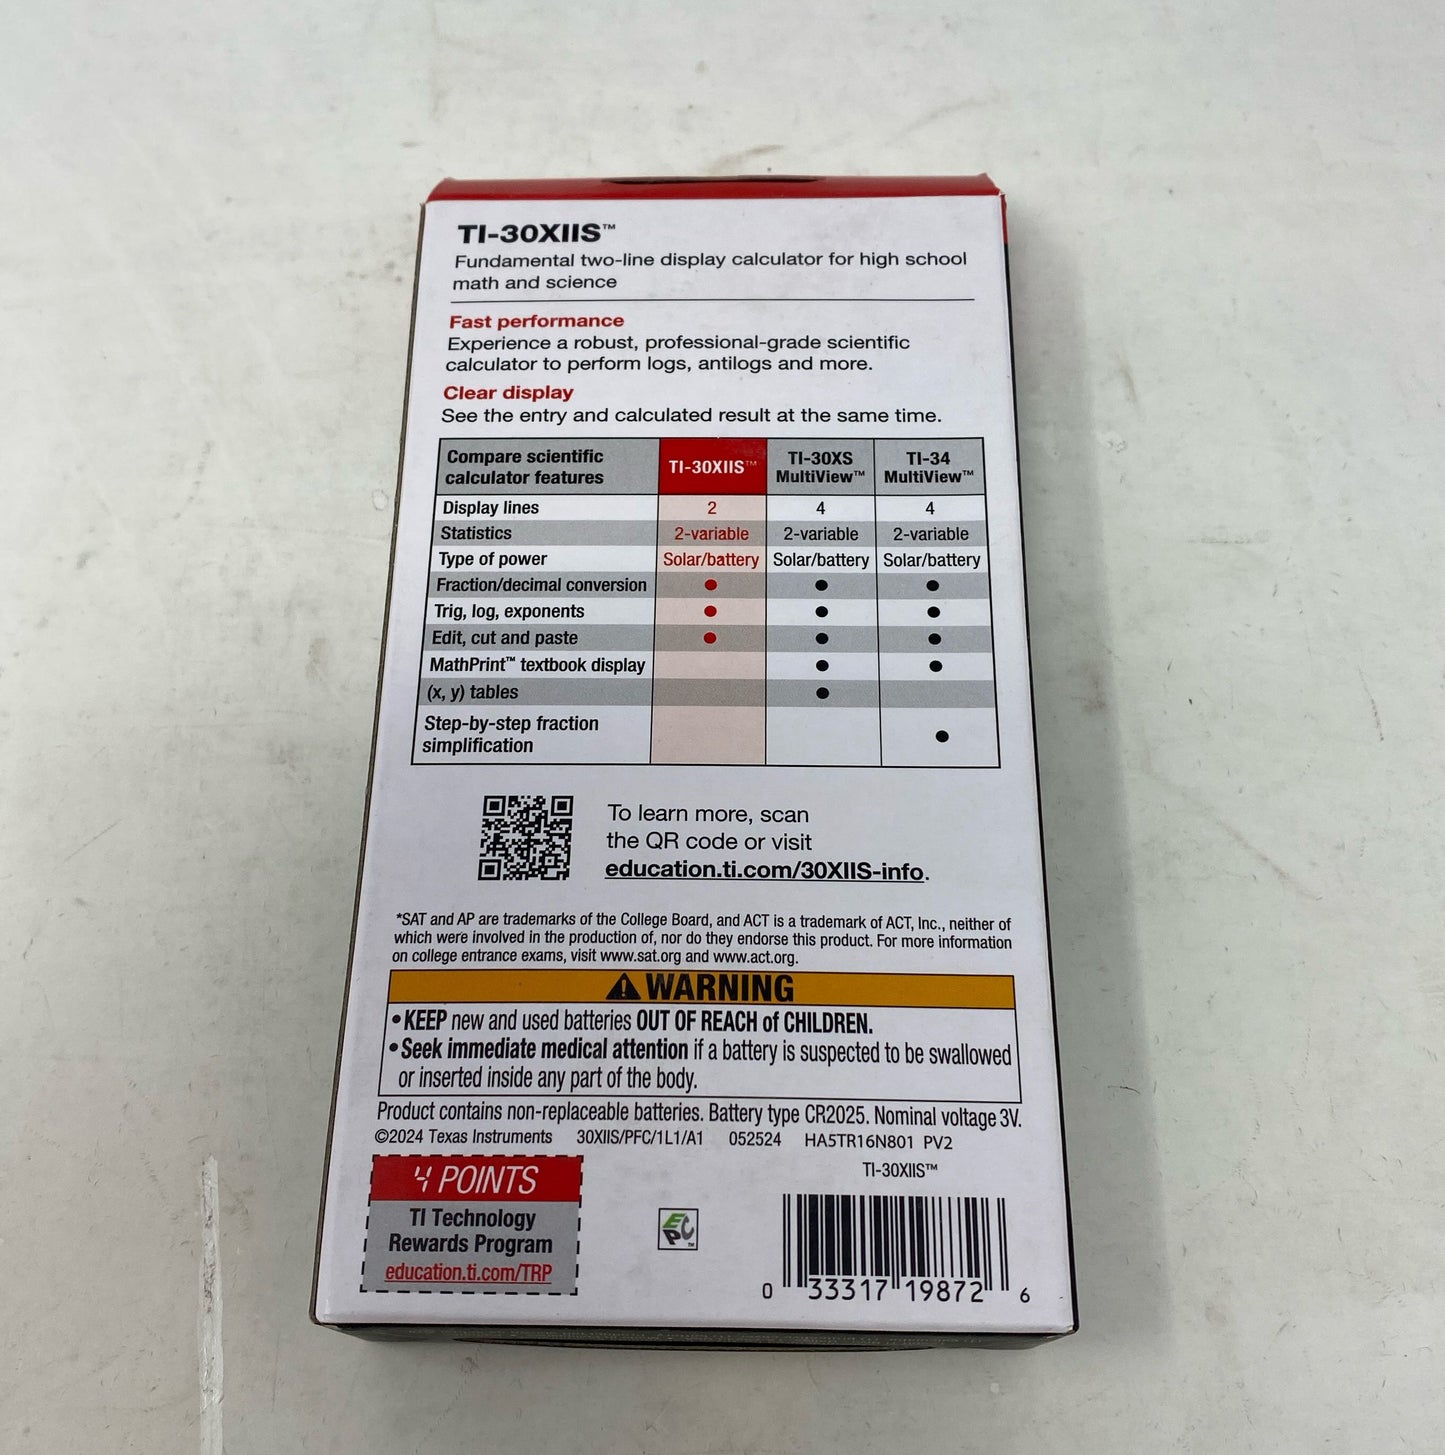 TI-30XIIS™
Fundamental two-line display calculator for high school
math and science
Fast performance
Experience a robust, professional-grade scientific
calculator to perform logs, antilogs and more.
Clear display
See the entry and calculated result at the same time.
Compare scientific calculator features TI-30XIIS™ TI-30XS MultiView™ TI-34 MultiView™
Display lines 2 4 4
Statistics 2-variable 2-variable 2-variable
Type of power Solar/battery Solar/battery Solar/battery
Fraction/decimal conversion ● ● ●
Trig, log, exponents ● ● ●
Edit, cut and paste ● ● ●
MathPrint™ textbook display ● ●
(x, y) tables ●
Step-by-step fraction
simplification ●
To learn more, scan
the QR code or visit
education.ti.com/30XIIS-info.
*SAT and AP are trademarks of the College Board, and ACT is a trademark of ACT, Inc., neither of
which were involved in the production of, nor do they endorse this product. For more information
on college entrance exams, visit www.sat.org and www.act.org.
WARNING
•KEEP new and used batteries OUT OF REACH of CHILDREN.
•Seek immediate medical attention if a battery is suspected to be swallowed
or inserted inside any part of the body.
Product contains non-replaceable batteries. Battery type CR2025. Nominal voltage 3V.
©2024 Texas Instruments 30XIIS/PFC/1L1/A1 052524 HA5TR16N801 PV2
4 POINTS
TI Technology
Rewards Program
education.ti.com/TRP
EPC™
TI-30XIIS™
0 33317 19872 6